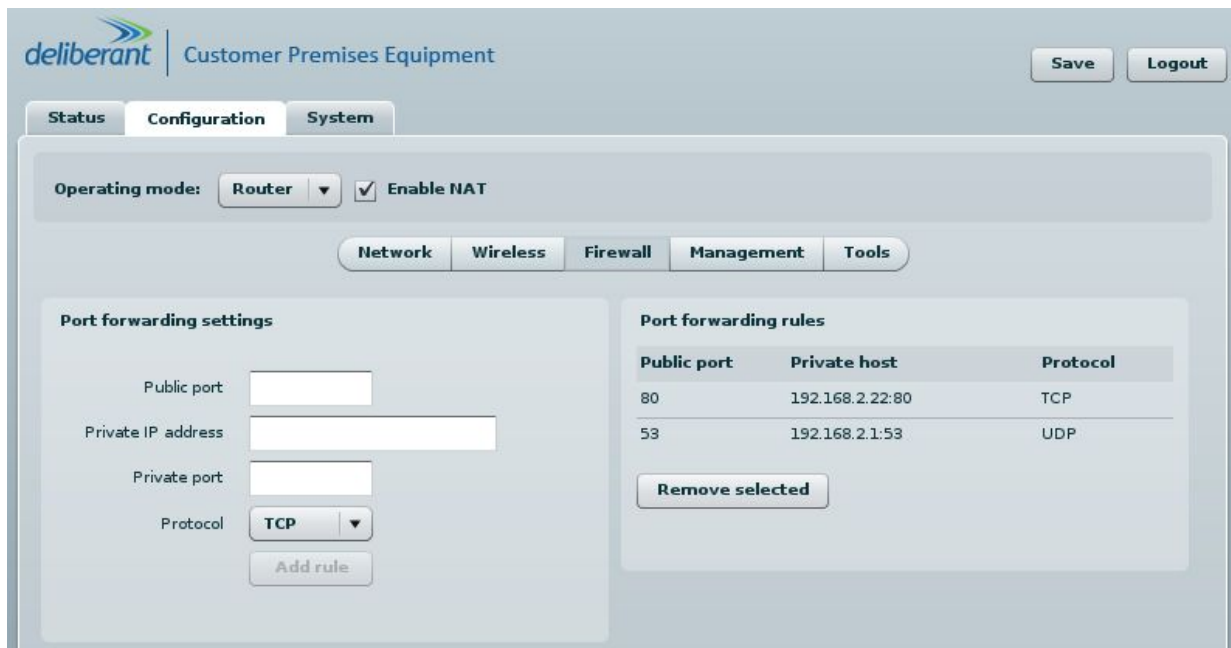 deliberant
Customer Premises Equipment
Save
Logout
Status
Configuration
System
Operating mode:
Router
Enable NAT
Network
Wireless
Firewall
Management
Tools
Port forwarding settings
Public port
Private IP address
Private port
Protocol
TCP
Add rule
Port forwarding rules
Public port Private host Protocol
80 192.168.2.22:80 TCP
53 192.168.2.1:53 UDP
Remove selected